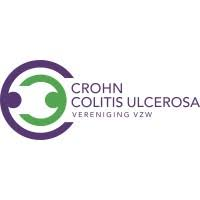 CROHN
COLITIS ULCEROSA
VERENIGING VZW